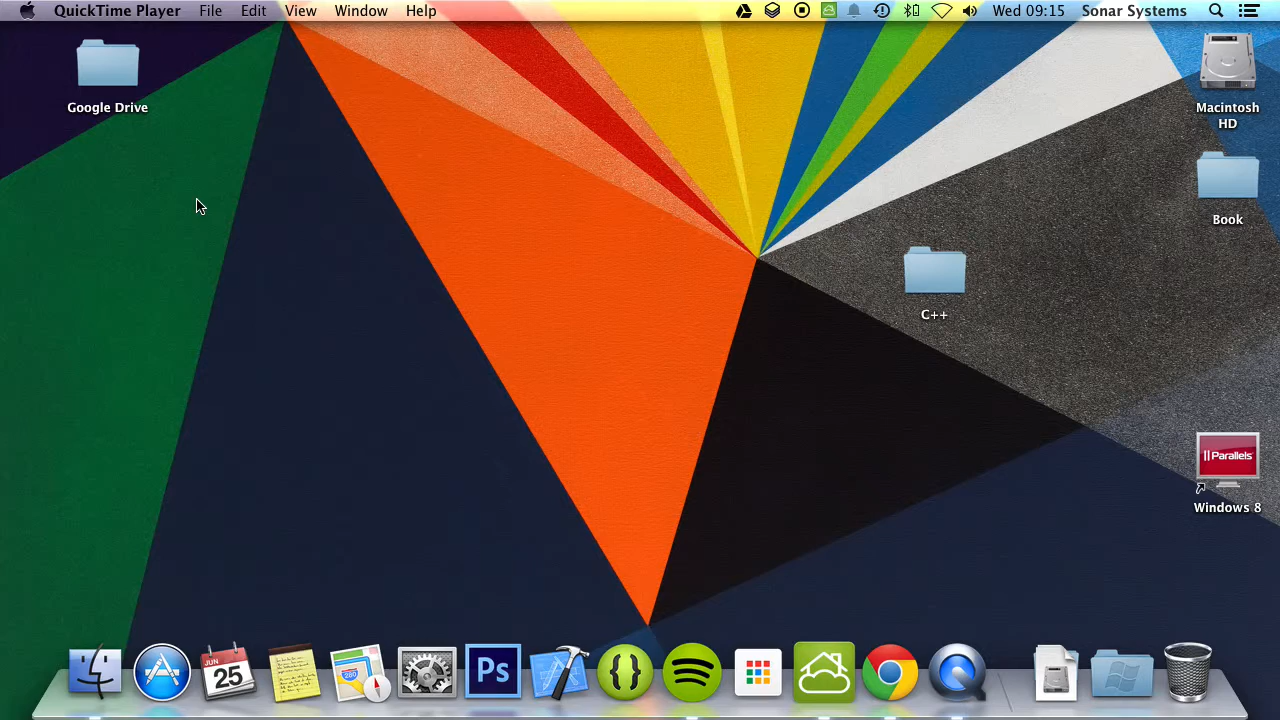 QuickTime Player File Edit View Window Help Wed 09:15 Sonar Systems
Google Drive
Macintosh
HD
Book
C++
Parallels
Windows 8
JUN
25
280
Ps